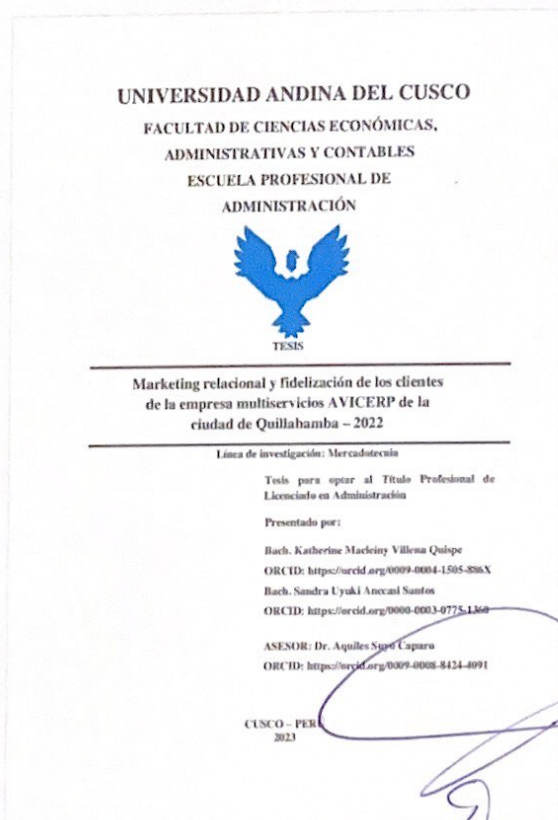 UNIVERSIDAD ANDINA DEL CUSCO
FACULTAD DE CIENCIAS ECONÓMICAS,
ADMINISTRATIVAS Y CONTABLES
ESCUELA PROFESIONAL DE
ADMINISTRACIÓN
TESIS
Marketing relacional y fidelización de los clientes
de la empresa multiservicios AVICERP de la
ciudad de Quillabamba – 2022
Línea de investigación: Mercadotecnia
Tesis para optar al Título Profesional de
Licenciado en Administración
Presentado por:
Bach. Katherine Macleiny Villena Quispe
ORCID: https://orcid.org/0009-0004-1505-886X
Bach. Sandra Uyuki Anccasi Santos
ORCID: https://orcid.org/0000-0003-0775-1360
ASESOR: Dr. Aquiles Suyo Caparo
ORCID: https://orcid.org/0009-0008-8424-4091
CUSCO – PERÚ
2023